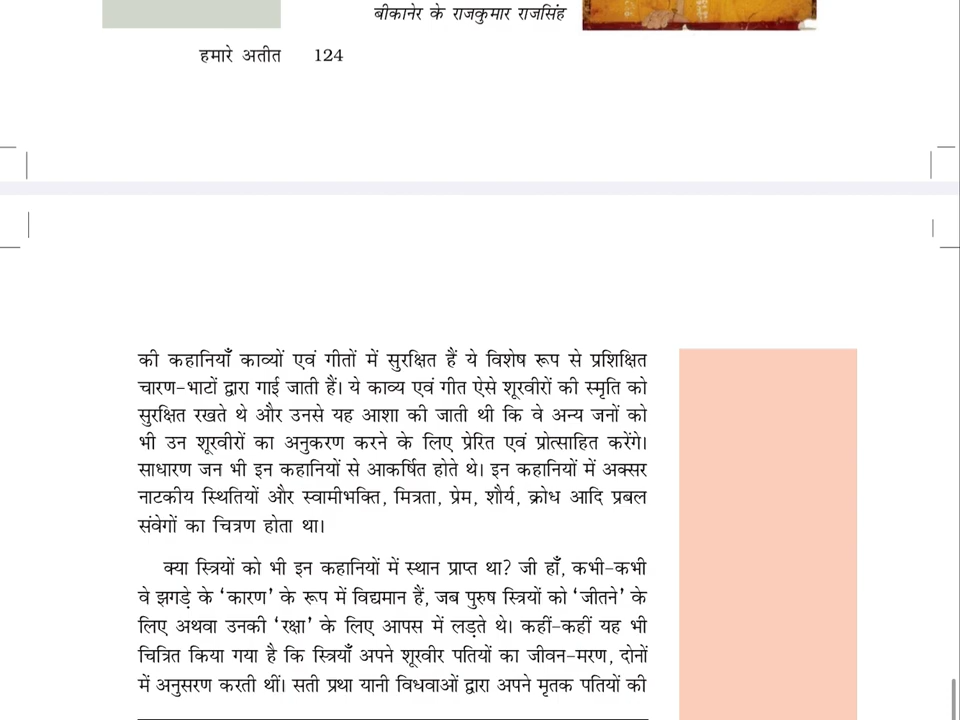 बीकानेर के राजकुमार राजसिंह
हमारे अतीत 124
की कहानियाँ काव्यों एवं गीतों में सुरक्षित हैं ये विशेष रूप से प्रशिक्षित
चारण-भाटों द्वारा गाई जाती हैं। ये काव्य एवं गीत ऐसे शूरवीरों की स्मृति को
सुरक्षित रखते थे और उनसे यह आशा की जाती थी कि वे अन्य जनों को
भी उन शूरवीरों का अनुकरण करने के लिए प्रेरित एवं प्रोत्साहित करेंगे।
साधारण जन भी इन कहानियों से आकर्षित होते थे। इन कहानियों में अक्सर
नाटकीय स्थितियों और स्वामीभक्ति, मित्रता, प्रेम, शौर्य, क्रोध आदि प्रबल
संवेगों का चित्रण होता था।
क्या स्त्रियों को भी इन कहानियों में स्थान प्राप्त था? जी हाँ, कभी-कभी
वे झगड़े के ‘कारण’ के रूप में विद्यमान हैं, जब पुरुष स्त्रियों को ‘जीतने’ के
लिए अथवा उनकी ‘रक्षा’ के लिए आपस में लड़ते थे। कहीं-कहीं यह भी
चित्रित किया गया है कि स्त्रियाँ अपने शूरवीर पतियों का जीवन-मरण, दोनों
में अनुसरण करती थीं। सती प्रथा यानी विधवाओं द्वारा अपने मृतक पतियों की